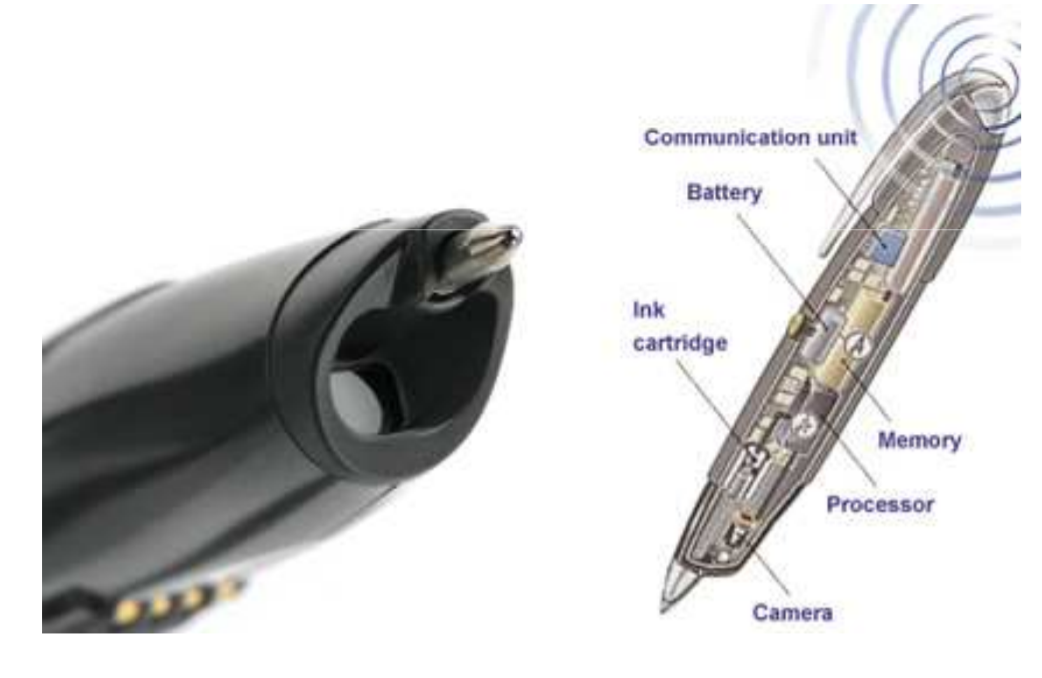 Communication unit
Battery
Ink
cartridge
Memory
Processor
Camera